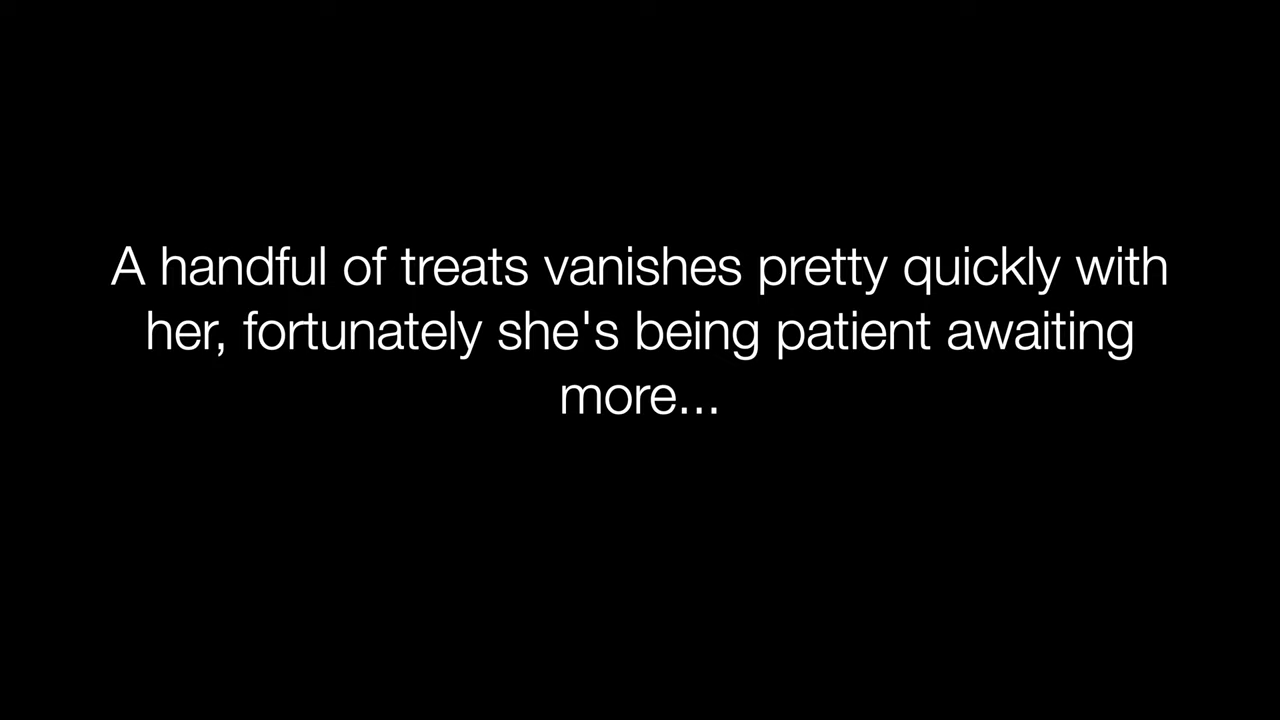 A handful of treats vanishes pretty quickly with
her, fortunately she's being patient awaiting
more...